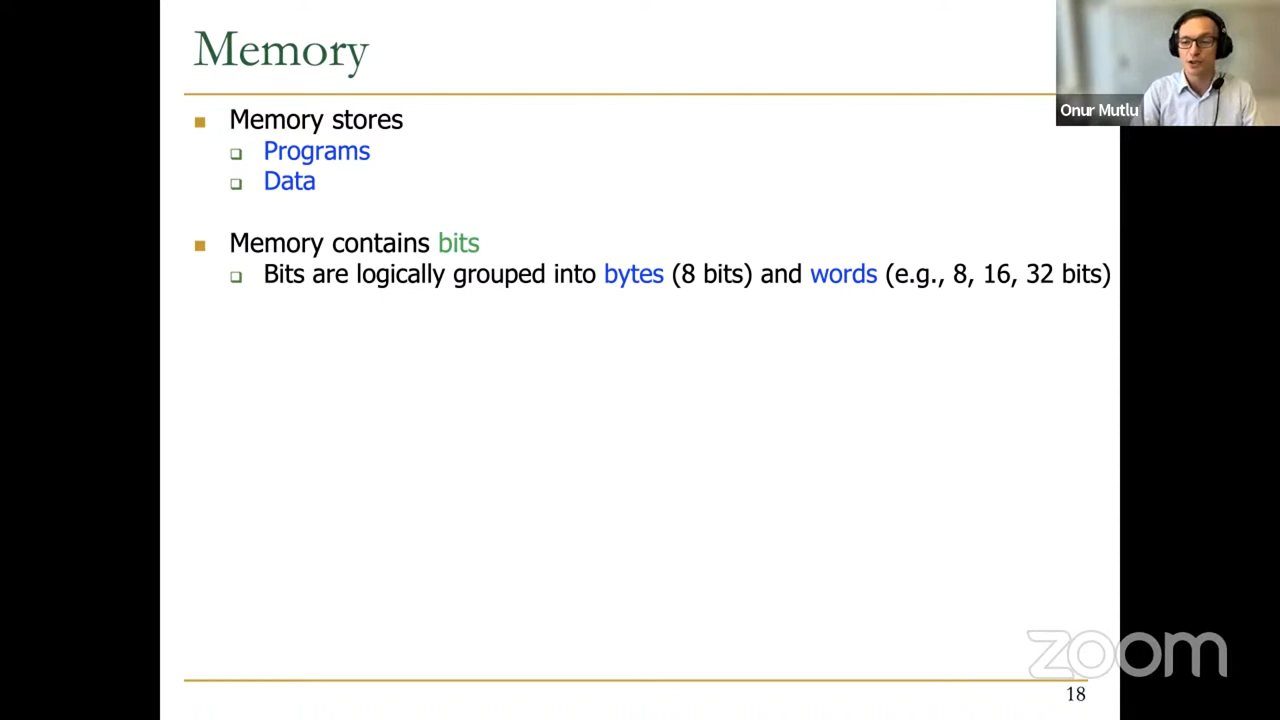 Memory
Onur Mutlu
Memory stores
Programs
Data
Memory contains bits
Bits are logically grouped into bytes (8 bits) and words (e.g., 8, 16, 32 bits)
zoom
18